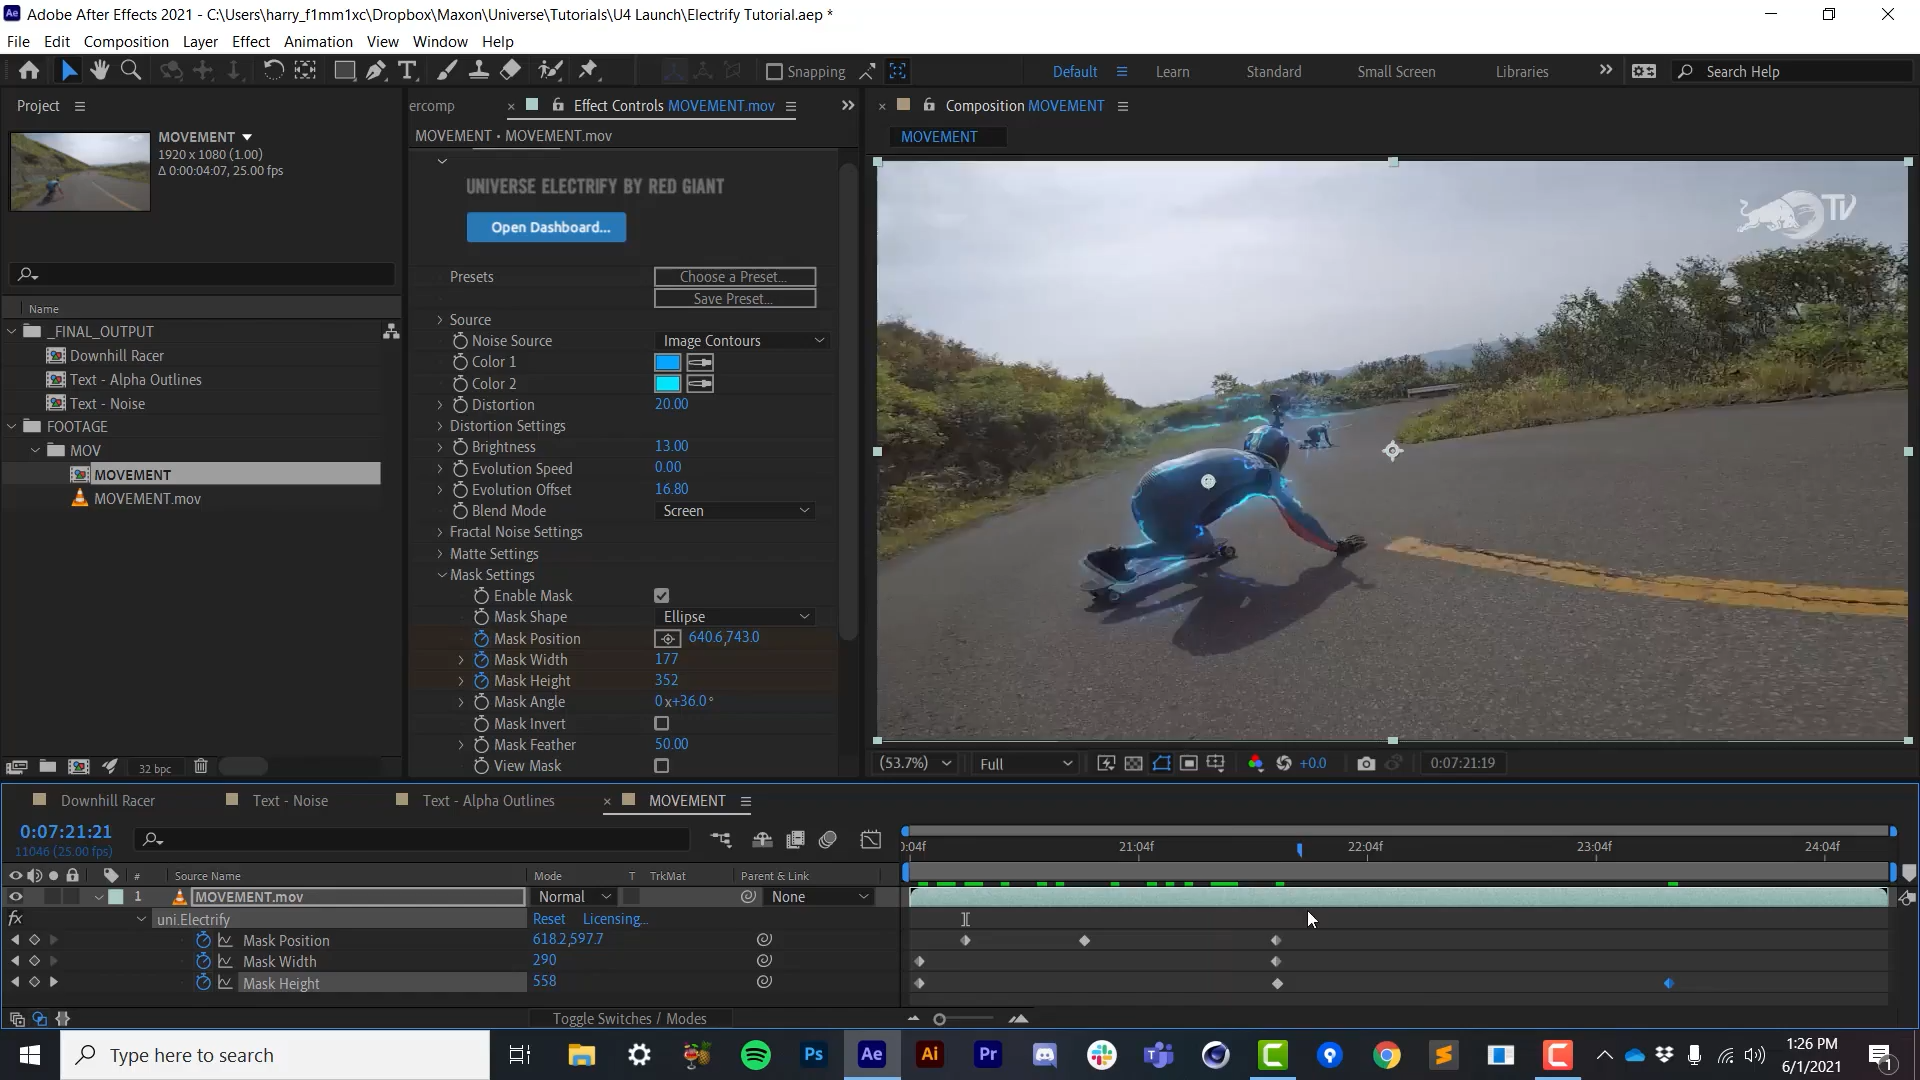 Adobe After Effects 2021 - C:\Users\harry_f1mm1xc\Dropbox\Maxon\Universe\Tutorials\U4 Launch\Electrify Tutorial.aep *
File Edit Composition Layer Effect Animation View Window Help
Snapping
Default Learn Standard Small Screen Libraries Search Help
Project
MOVEMENT
1920 x 1080 (1.00)
Δ 0:00:04:07, 25.00 fps
Name
_FINAL_OUTPUT
Downhill Racer
Text - Alpha Outlines
Text - Noise
FOOTAGE
MOV
MOVEMENT
MOVEMENT.mov
32 bpc
ercomp Effect Controls MOVEMENT.mov
MOVEMENT • MOVEMENT.mov
UNIVERSE ELECTRIFY BY RED GIANT
Open Dashboard...
Presets Choose a Preset...
Save Preset...
Source
Noise Source Image Contours
Color 1
Color 2
Distortion 20.00
Distortion Settings
Brightness 13.00
Evolution Speed 0.00
Evolution Offset 16.80
Blend Mode Screen
Fractal Noise Settings
Matte Settings
Mask Settings
Enable Mask
Mask Shape Ellipse
Mask Position 640.6,743.0
Mask Width 177
Mask Height 352
Mask Angle 0x+36.0°
Mask Invert
Mask Feather 50.00
View Mask
Composition MOVEMENT
MOVEMENT
TV
(53.7%) Full +0.0 0:07:21:19
Downhill Racer Text - Noise Text - Alpha Outlines MOVEMENT
0:07:21:21
11046 (25.00 fps)
0:04f 21:04f 22:04f 23:04f 24:04f
# Source Name Mode T TrkMat Parent & Link
1 MOVEMENT.mov Normal None
fx uni.Electrify Reset Licensing...
Mask Position 618.2,597.7
Mask Width 290
Mask Height 558
Toggle Switches / Modes
Type here to search
Ps Ae Ai Pr
1:26 PM
6/1/2021
1